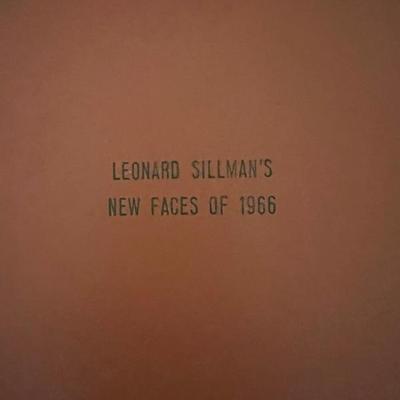 LEONARD SILLMAN'S
NEW FACES OF 1966